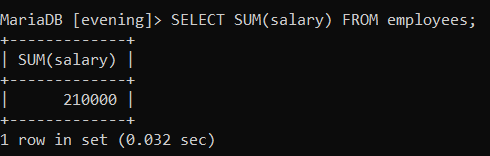 MariaDB [evening]> SELECT SUM(salary) FROM employees;
+-------------+
| SUM(salary) |
+-------------+
|      210000 |
+-------------+
1 row in set (0.032 sec)